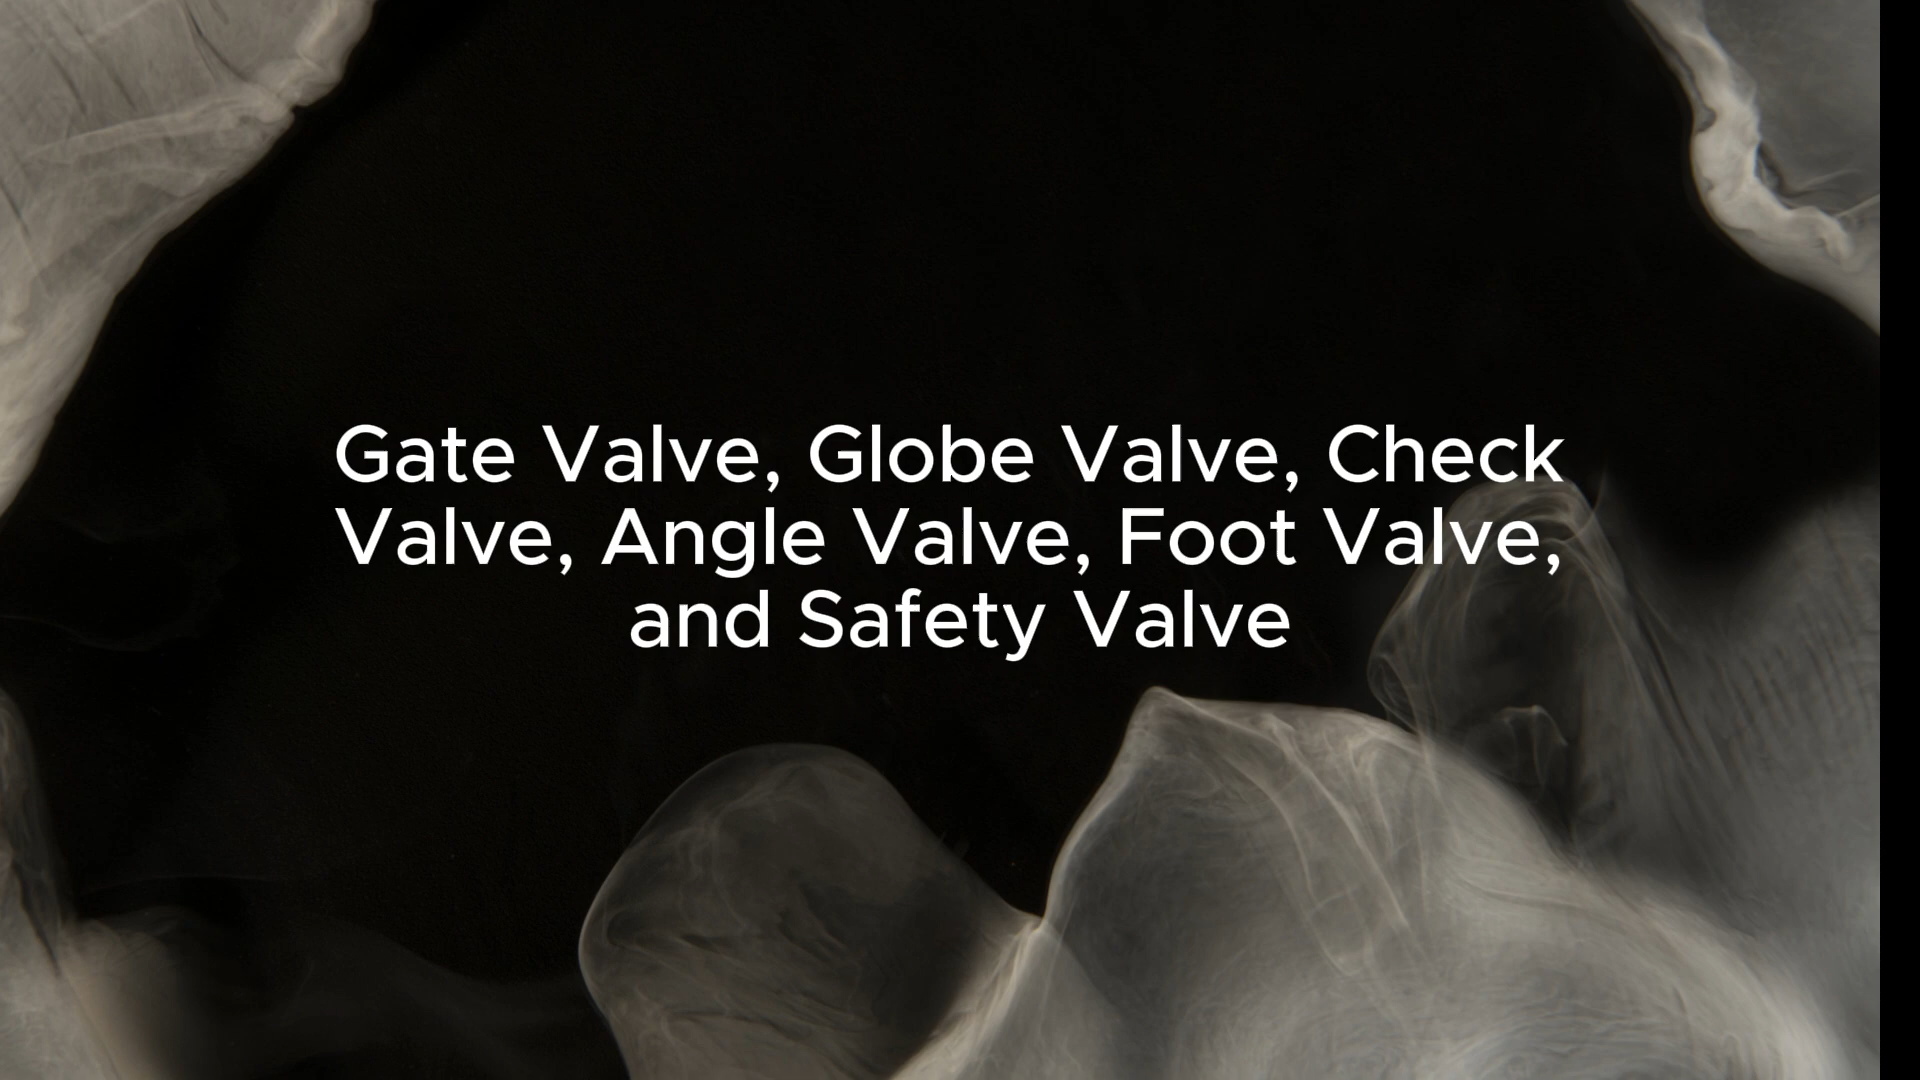 Gate Valve, Globe Valve, Check
Valve, Angle Valve, Foot Valve,
and Safety Valve